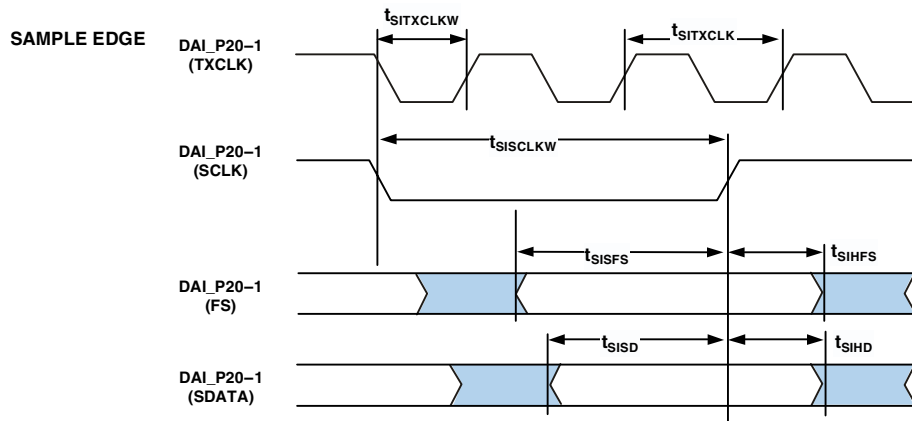 SAMPLE EDGE
DAI_P20–1
(TXCLK)
tSITXCLKW
tSITXCLK
DAI_P20–1
(SCLK)
tSISCLKW
DAI_P20–1
(FS)
tSISFS
tSIHFS
DAI_P20–1
(SDATA)
tSISD
tSIHD